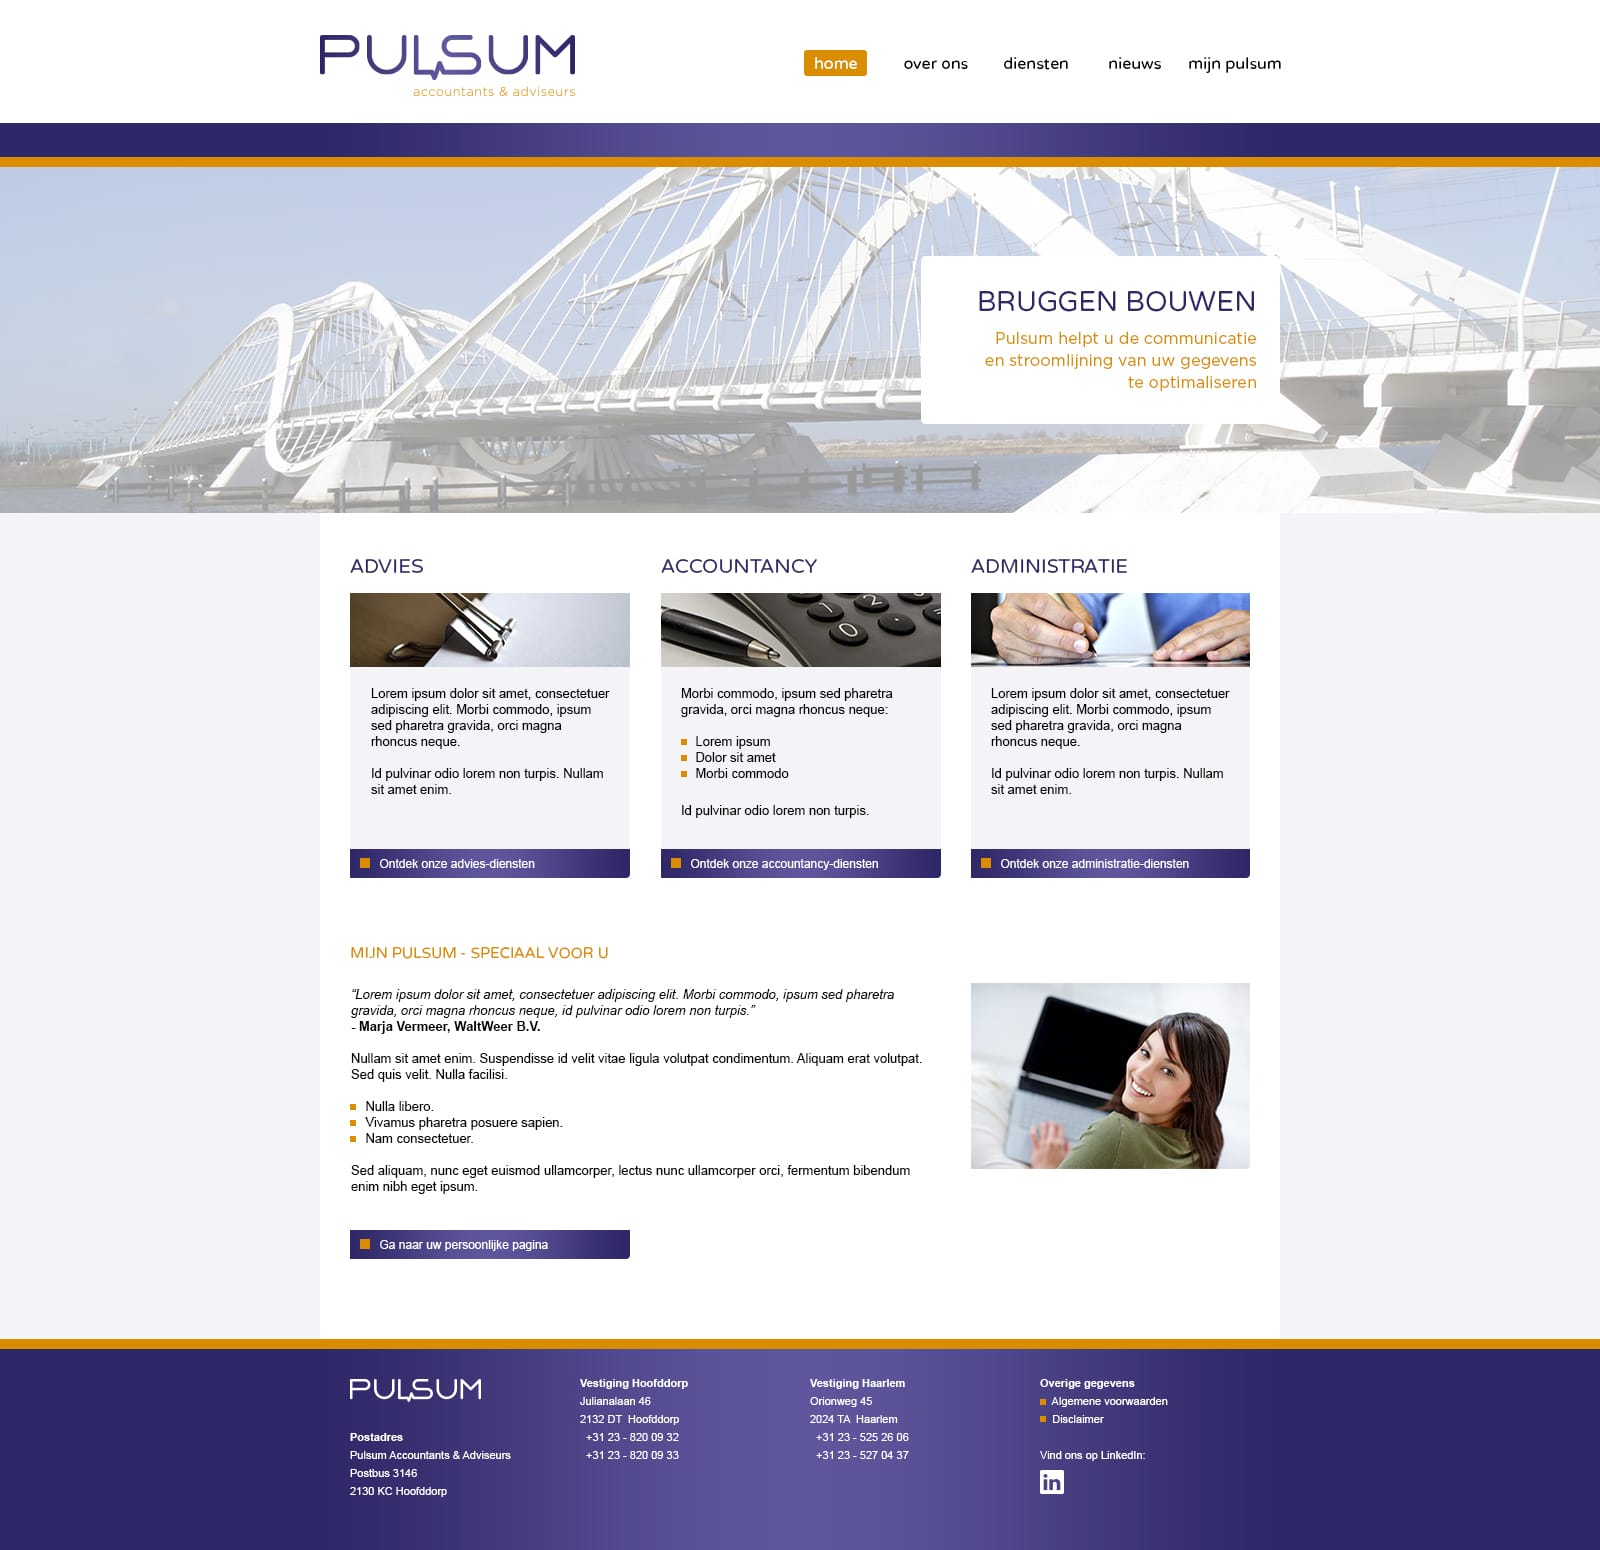 PULSUM
accountants & adviseurs
home over ons diensten nieuws mijn pulsum
BRUGGEN BOUWEN
Pulsum helpt u de communicatie
en stroomlijning van uw gegevens
te optimaliseren
ADVIES
Lorem ipsum dolor sit amet, consectetuer
adipiscing elit. Morbi commodo, ipsum
sed pharetra gravida, orci magna
rhoncus neque.
Id pulvinar odio lorem non turpis. Nullam
sit amet enim.
Ontdek onze advies-diensten
ACCOUNTANCY
1 2
0
Morbi commodo, ipsum sed pharetra
gravida, orci magna rhoncus neque:
Lorem ipsum
Dolor sit amet
Morbi commodo
Id pulvinar odio lorem non turpis.
Ontdek onze accountancy-diensten
ADMINISTRATIE
Lorem ipsum dolor sit amet, consectetuer
adipiscing elit. Morbi commodo, ipsum
sed pharetra gravida, orci magna
rhoncus neque.
Id pulvinar odio lorem non turpis. Nullam
sit amet enim.
Ontdek onze administratie-diensten
MIJN PULSUM - SPECIAAL VOOR U
“Lorem ipsum dolor sit amet, consectetuer adipiscing elit. Morbi commodo, ipsum sed pharetra
gravida, orci magna rhoncus neque, id pulvinar odio lorem non turpis.”
- Marja Vermeer, WaltWeer B.V.
Nullam sit amet enim. Suspendisse id velit vitae ligula volutpat condimentum. Aliquam erat volutpat.
Sed quis velit. Nulla facilisi.
Nulla libero.
Vivamus pharetra posuere sapien.
Nam consectetuer.
Sed aliquam, nunc eget euismod ullamcorper, lectus nunc ullamcorper orci, fermentum bibendum
enim nibh eget ipsum.
Ga naar uw persoonlijke pagina
PULSUM
Postadres
Pulsum Accountants & Adviseurs
Postbus 3146
2130 KC Hoofddorp
Vestiging Hoofddorp
Julianalaan 46
2132 DT Hoofddorp
+31 23 - 820 09 32
+31 23 - 820 09 33
Vestiging Haarlem
Orionweg 45
2024 TA Haarlem
+31 23 - 525 26 06
+31 23 - 527 04 37
Overige gegevens
Algemene voorwaarden
Disclaimer
Vind ons op LinkedIn:
in